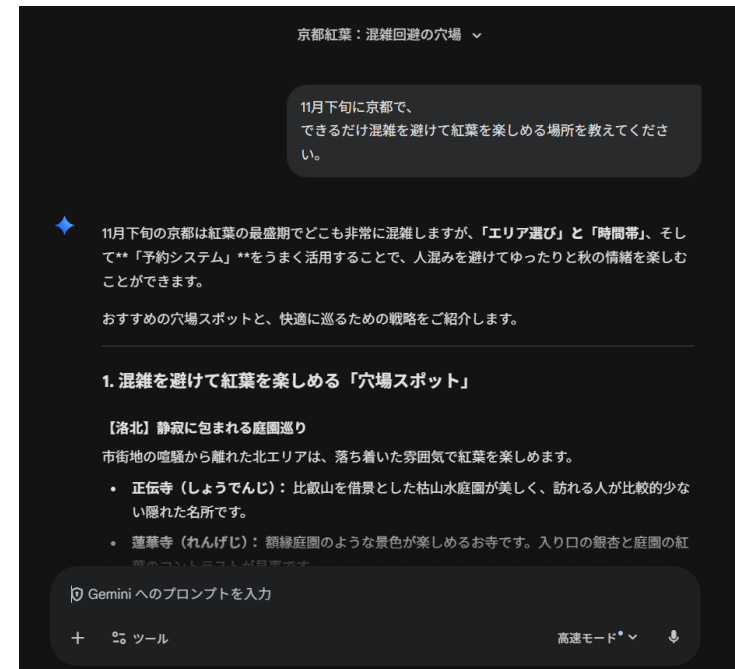 京都紅葉：混雑回避の穴場
11月下旬に京都で、
できるだけ混雑を避けて紅葉を楽しめる場所を教えてくださ
い。
11月下旬の京都は紅葉の最盛期でどこも非常に混雑しますが、「エリア選び」と「時間帯」、そし
て**「予約システム」**をうまく活用することで、人混みを避けてゆったりと秋の情緒を楽しむ
ことができます。
おすすめの穴場スポットと、快適に巡るための戦略をご紹介します。
1. 混雑を避けて紅葉を楽しめる「穴場スポット」
【洛北】静寂に包まれる庭園巡り
市街地の喧騒から離れた北エリアは、落ち着いた雰囲気で紅葉を楽しめます。
• 正伝寺（しょうでんじ）：比叡山を借景とした枯山水庭園が美しく、訪れる人が比較的少な
い隠れた名所です。
• 蓮華寺（れんげじ）：額縁庭園のような景色が楽しめるお寺です。入り口の銀杏と庭園の紅
葉のコントラストが見事です。
Gemini へのプロンプトを入力
ツール
高速モード